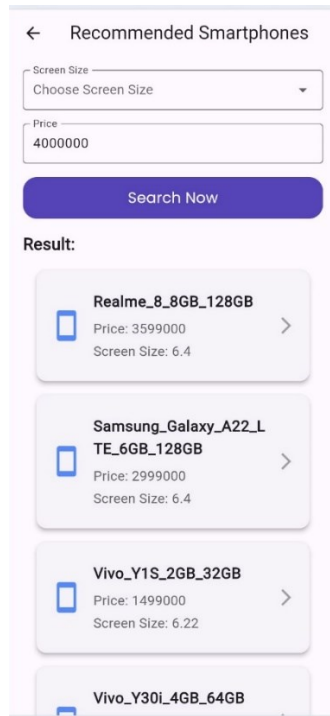 Recommended Smartphones
Screen Size
Choose Screen Size
Price
4000000
Search Now
Result:
Realme_8_8GB_128GB
Price: 3599000
Screen Size: 6.4
Samsung_Galaxy_A22_L
TE_6GB_128GB
Price: 2999000
Screen Size: 6.4
Vivo_Y1S_2GB_32GB
Price: 1499000
Screen Size: 6.22
Vivo_Y30i_4GB_64GB